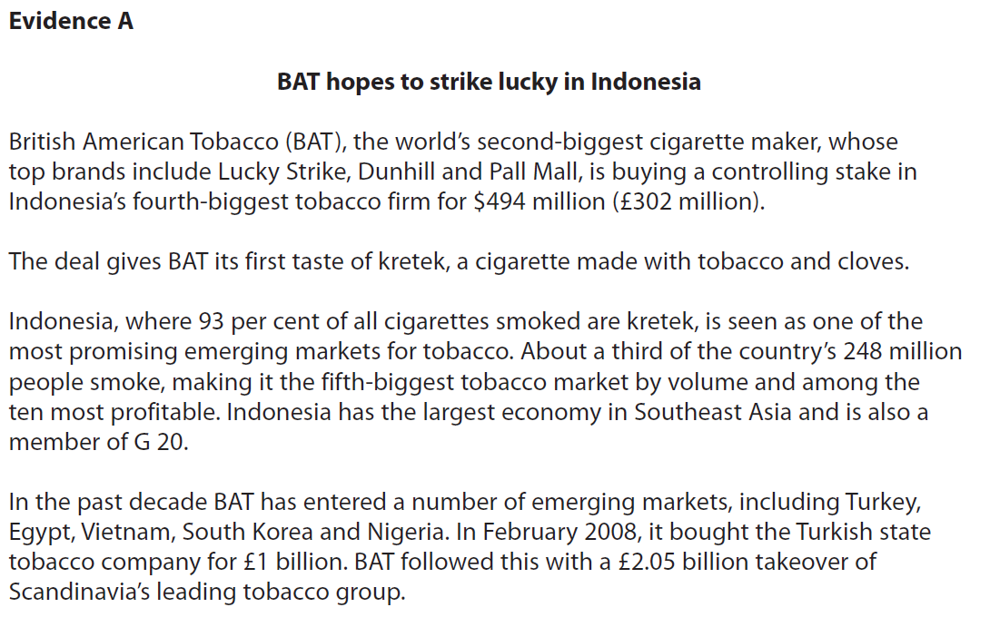 Evidence A
BAT hopes to strike lucky in Indonesia
British American Tobacco (BAT), the world’s second-biggest cigarette maker, whose
top brands include Lucky Strike, Dunhill and Pall Mall, is buying a controlling stake in
Indonesia’s fourth-biggest tobacco firm for $494 million (£302 million).
The deal gives BAT its first taste of kretek, a cigarette made with tobacco and cloves.
Indonesia, where 93 per cent of all cigarettes smoked are kretek, is seen as one of the
most promising emerging markets for tobacco. About a third of the country’s 248 million
people smoke, making it the fifth-biggest tobacco market by volume and among the
ten most profitable. Indonesia has the largest economy in Southeast Asia and is also a
member of G 20.
In the past decade BAT has entered a number of emerging markets, including Turkey,
Egypt, Vietnam, South Korea and Nigeria. In February 2008, it bought the Turkish state
tobacco company for £1 billion. BAT followed this with a £2.05 billion takeover of
Scandinavia’s leading tobacco group.